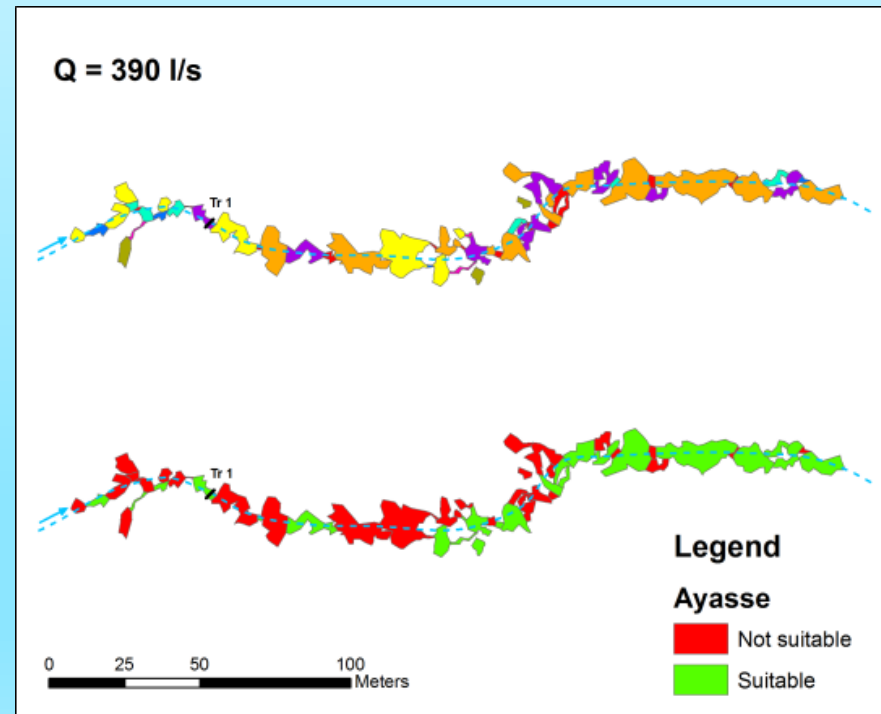 Q = 390 l/s
Tr 1
Tr 1
Legend
Ayasse
Not suitable
Suitable
0 25 50 100
Meters